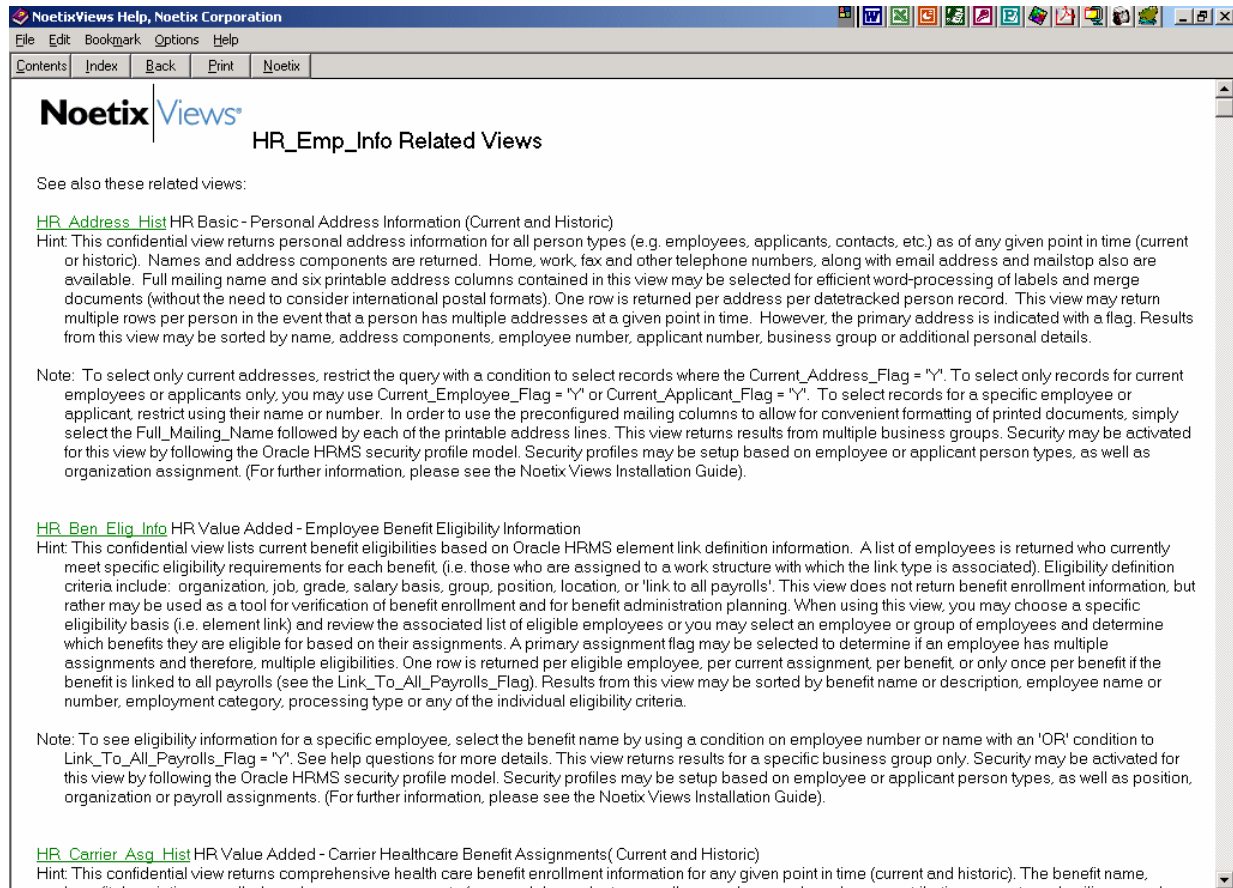 NoetixViews Help, Noetix Corporation
File Edit Bookmark Options Help
Contents Index Back Print Noetix
Noetix Views®
HR_Emp_Info Related Views
See also these related views:
HR_Address_Hist HR Basic - Personal Address Information (Current and Historic)
Hint: This confidential view returns personal address information for all person types (e.g. employees, applicants, contacts, etc.) as of any given point in time (current
or historic). Names and address components are returned. Home, work, fax and other telephone numbers, along with email address and mailstop also are
available. Full mailing name and six printable address columns contained in this view may be selected for efficient word-processing of labels and merge
documents (without the need to consider international postal formats). One row is returned per address per datetracked person record. This view may return
multiple rows per person in the event that a person has multiple addresses at a given point in time. However, the primary address is indicated with a flag. Results
from this view may be sorted by name, address components, employee number, applicant number, business group or additional personal details.
Note: To select only current addresses, restrict the query with a condition to select records where the Current_Address_Flag = "Y". To select only records for current
employees or applicants only, you may use Current_Employee_Flag = "Y" or Current_Applicant_Flag = "Y". To select records for a specific employee or
applicant, restrict using their name or number. In order to use the preconfigured mailing columns to allow for convenient formatting of printed documents, simply
select the Full_Mailing_Name followed by each of the printable address lines. This view returns results from multiple business groups. Security may be activated
for this view by following the Oracle HRMS security profile model. Security profiles may be setup based on employee or applicant person types, as well as
organization assignment. (For further information, please see the Noetix Views Installation Guide).
HR_Ben_Elig_Info HR Value Added - Employee Benefit Eligibility Information
Hint: This confidential view lists current benefit eligibilities based on Oracle HRMS element link definition information. A list of employees is returned who currently
meet specific eligibility requirements for each benefit, (i.e. those who are assigned to a work structure with which the link type is associated). Eligibility definition
criteria include: organization, job, grade, salary basis, group, position, location, or 'link to all payrolls'. This view does not return benefit enrollment information, but
rather may be used as a tool for verification of benefit enrollment and for benefit administration planning. When using this view, you may choose a specific
eligibility basis (i.e. element link) and review the associated list of eligible employees or you may select an employee or group of employees and determine
which benefits they are eligible for based on their assignments. A primary assignment flag may be selected to determine if an employee has multiple
assignments and therefore, multiple eligibilities. One row is returned per eligible employee, per current assignment, per benefit, or only once per benefit if the
benefit is linked to all payrolls (see the Link_To_All_Payrolls_Flag). Results from this view may be sorted by benefit name or description, employee name or
number, employment category, processing type or any of the individual eligibility criteria.
Note: To see eligibility information for a specific employee, select the benefit name by using a condition on employee number or name with an 'OR' condition to
Link_To_All_Payrolls_Flag = "Y". See help questions for more details. This view returns results for a specific business group only. Security may be activated for
this view by following the Oracle HRMS security profile model. Security profiles may be setup based on employee or applicant person types, as well as position,
organization or payroll assignments. (For further information, please see the Noetix Views Installation Guide).
HR_Carrier_Asg_Hist HR Value Added - Carrier Healthcare Benefit Assignments( Current and Historic)
Hint: This confidential view returns comprehensive health care benefit enrollment information for any given point in time (current and historic). The benefit name,